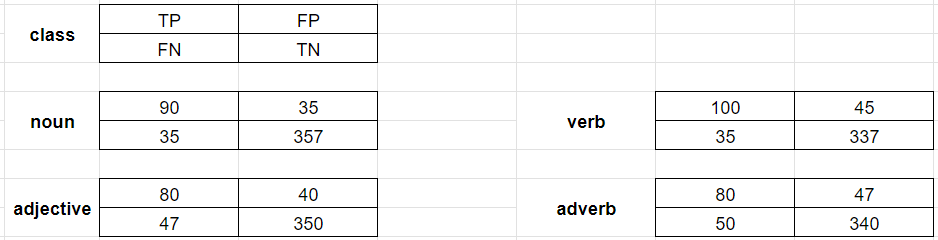 class TP FP
FN TN
noun 90 35
35 357
verb 100 45
35 337
adjective 80 40
47 350
adverb 80 47
50 340